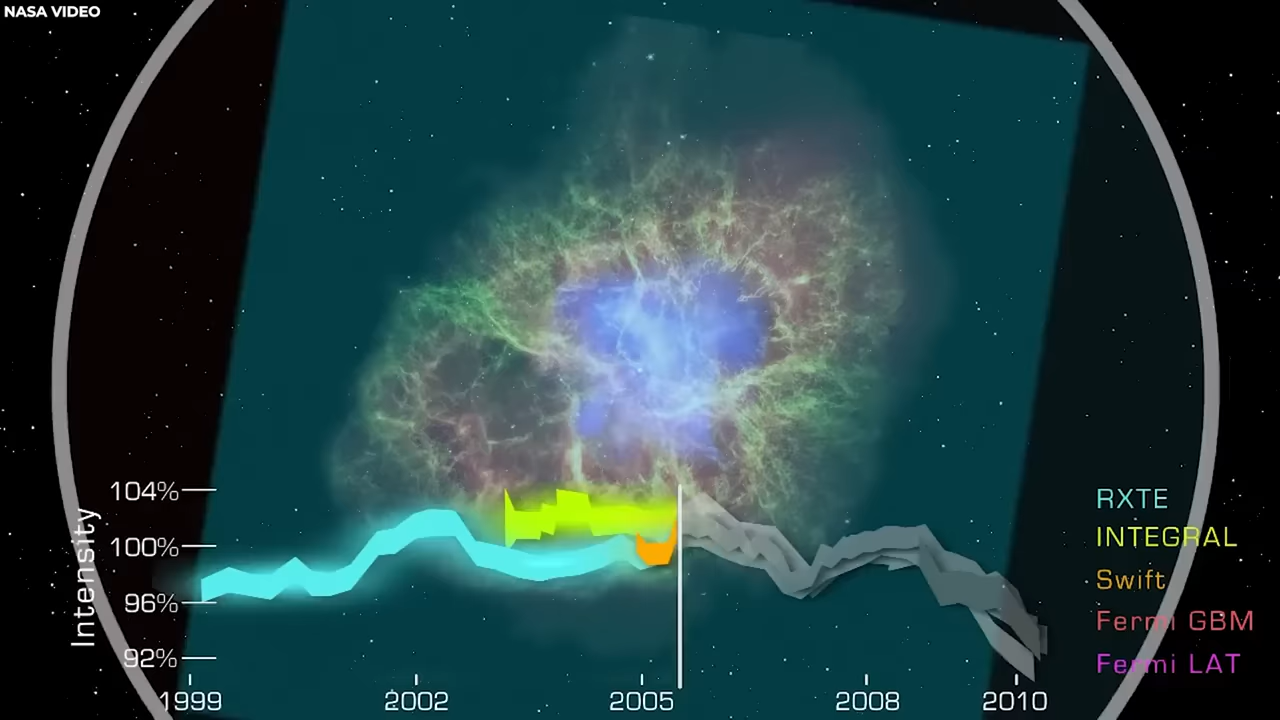 NASA VIDEO
104%
100%
96%
92%
Intensity
1999
2002
2005
2008
2010
RXTE
INTEGRAL
Swift
Fermi GBM
Fermi LAT